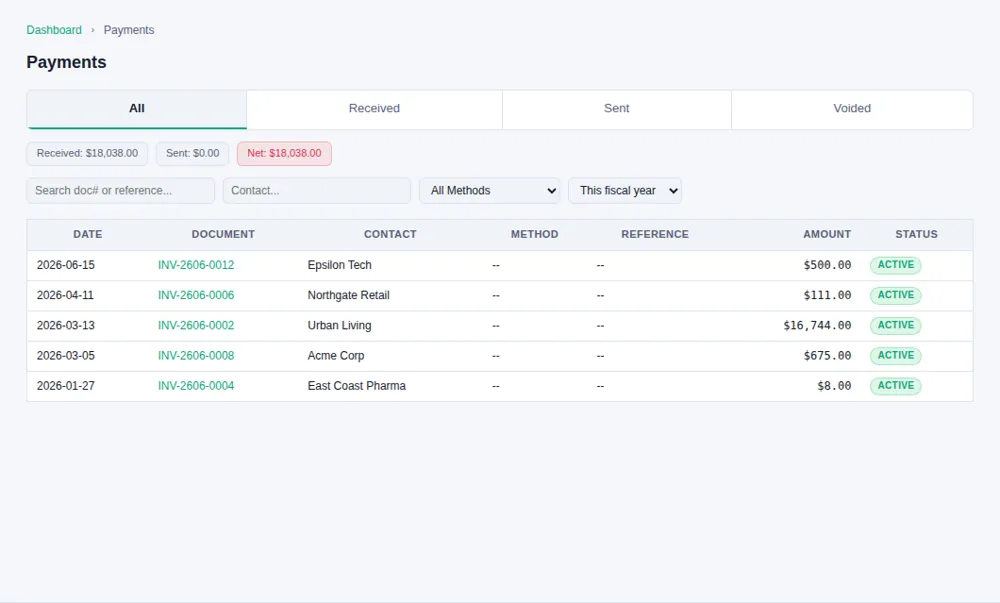 Dashboard › Payments
Payments
All Received Sent Voided
Received: $18,038.00 Sent: $0.00 Net: $18,038.00
Search doc# or reference... Contact... All Methods This fiscal year
DATE DOCUMENT CONTACT METHOD REFERENCE AMOUNT STATUS
2026-06-15 INV-2606-0012 Epsilon Tech -- -- $500.00 ACTIVE
2026-04-11 INV-2606-0006 Northgate Retail -- -- $111.00 ACTIVE
2026-03-13 INV-2606-0002 Urban Living -- -- $16,744.00 ACTIVE
2026-03-05 INV-2606-0008 Acme Corp -- -- $675.00 ACTIVE
2026-01-27 INV-2606-0004 East Coast Pharma -- -- $8.00 ACTIVE